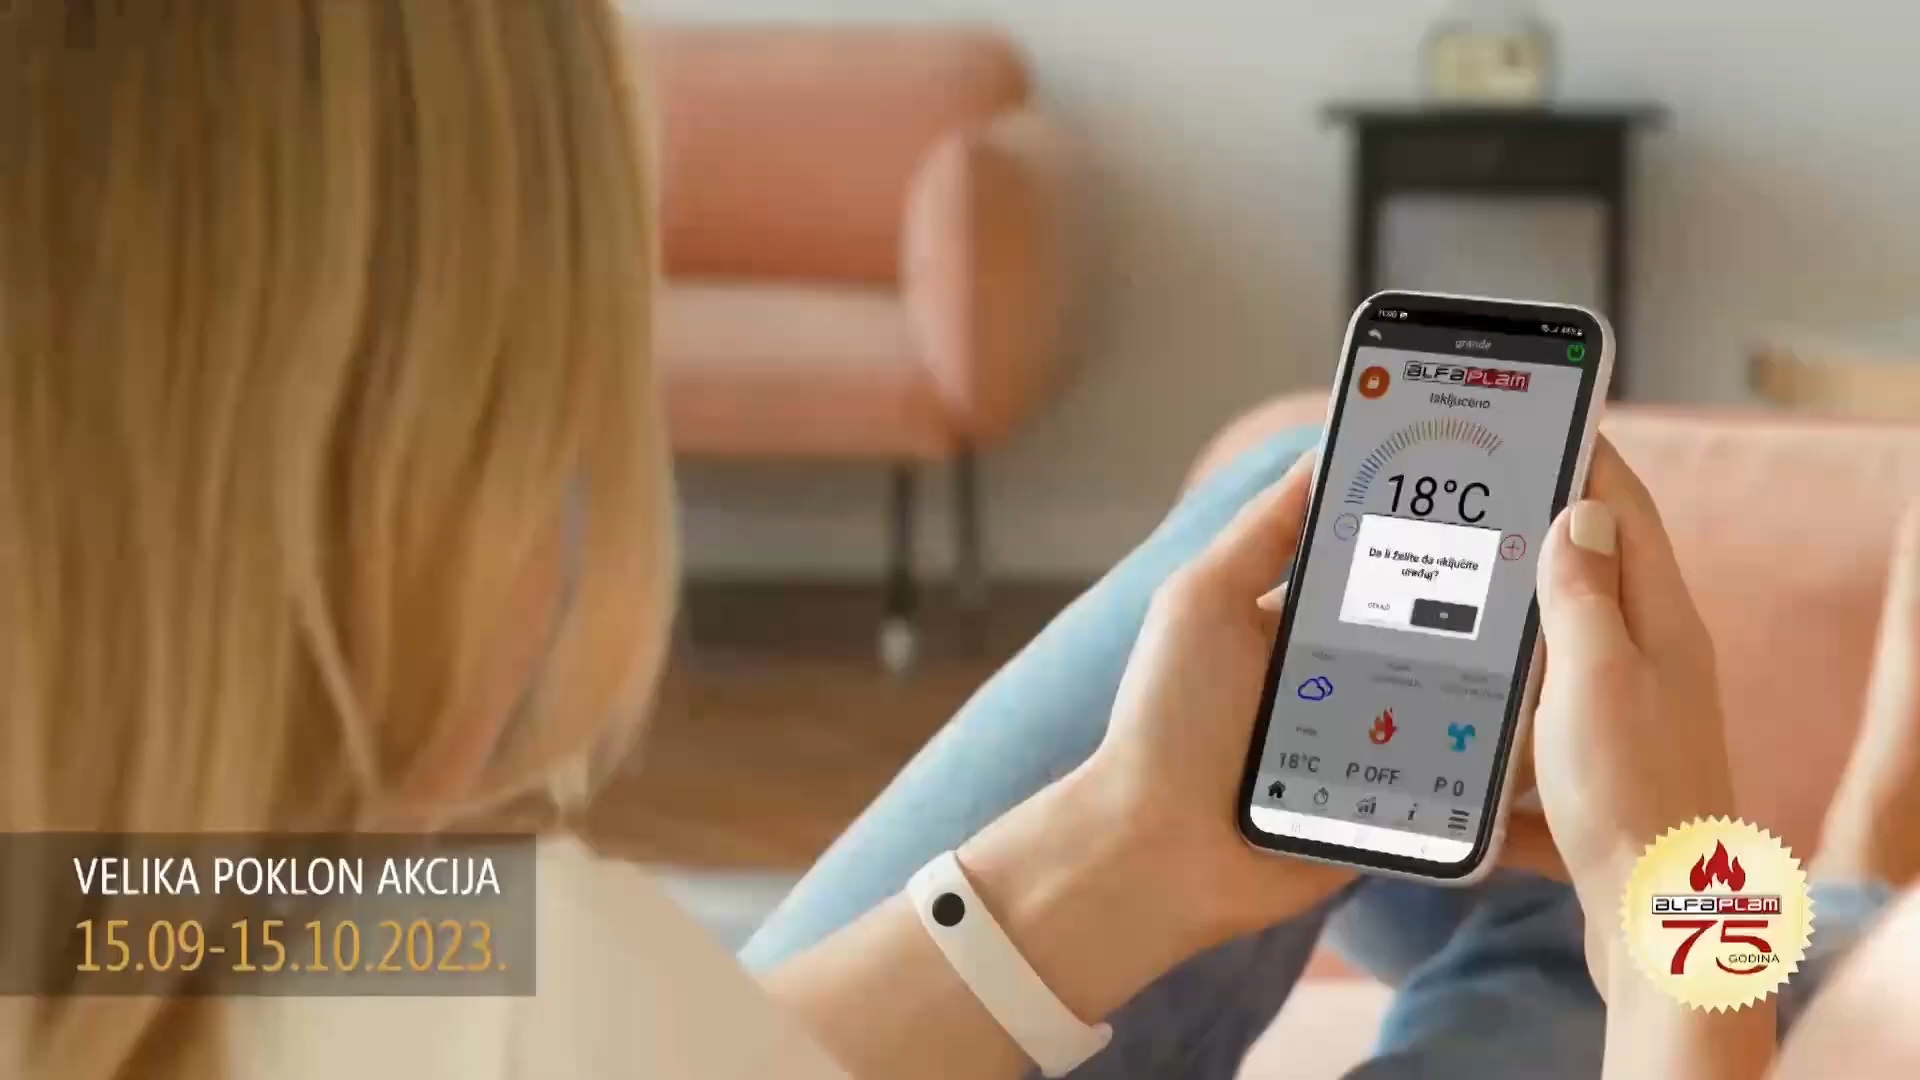 VELIKA POKLON AKCIJA
15.09-15.10.2023.
grande
ALFAPLAM
Isključeno
18°C
Da li želite da uključite
uređaj?
18°C
P OFF
P 0
ALFAPLAM
75
GODINA